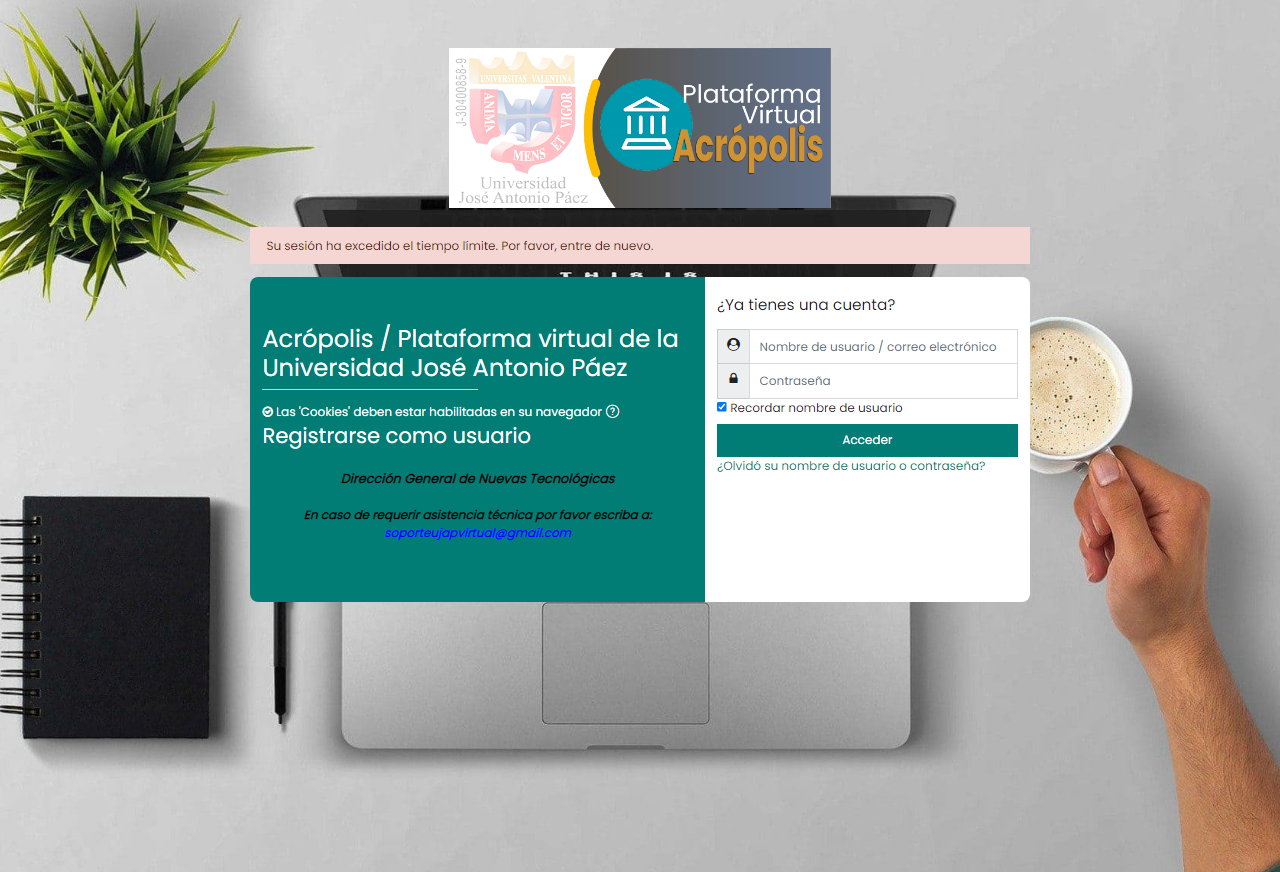 J-30400858-9
UNIVERSITAS VALENTINA
ANIMA
MENS ET VIGOR
Universidad
José Antonio Páez
Plataforma
Virtual
Acrópolis
Su sesión ha excedido el tiempo límite. Por favor, entre de nuevo.
Acrópolis / Plataforma virtual de la
Universidad José Antonio Páez
Las 'Cookies' deben estar habilitadas en su navegador
Registrarse como usuario
Dirección General de Nuevas Tecnológicas
En caso de requerir asistencia técnica por favor escriba a:
soporteujapvirtual@gmail.com
¿Ya tienes una cuenta?
Nombre de usuario / correo electrónico
Contraseña
Recordar nombre de usuario
Acceder
¿Olvidó su nombre de usuario o contraseña?